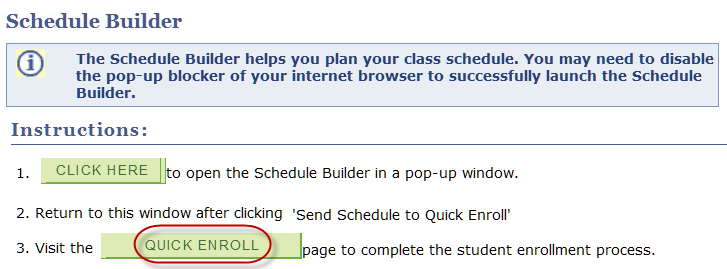 Schedule Builder
The Schedule Builder helps you plan your class schedule. You may need to disable
the pop-up blocker of your internet browser to successfully launch the Schedule
Builder.
Instructions:
1. CLICK HERE to open the Schedule Builder in a pop-up window.
2. Return to this window after clicking 'Send Schedule to Quick Enroll'
3. Visit the QUICK ENROLL page to complete the student enrollment process.